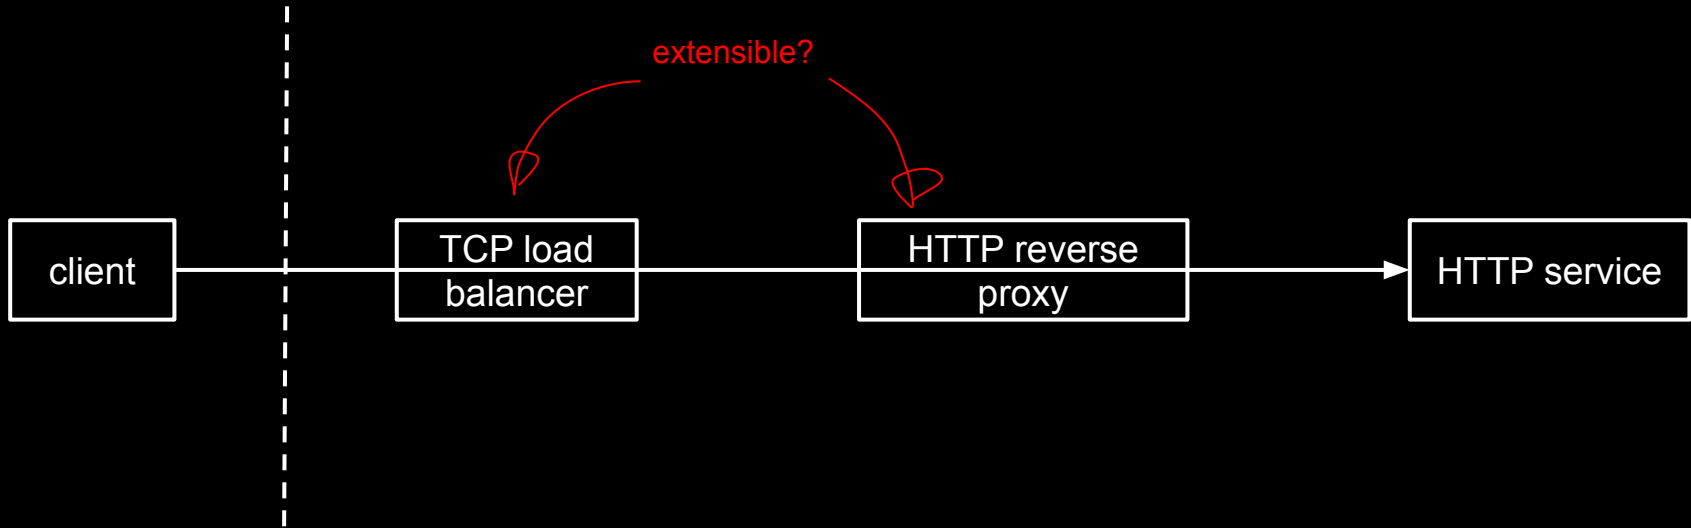 extensible?
client
TCP load
balancer
HTTP reverse
proxy
HTTP service